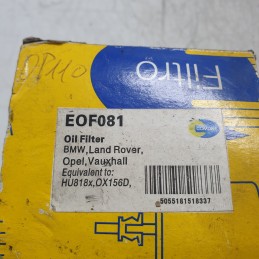 Filtro
OP110
EOF081
Oil Filter
BMW,Land Rover,
Opel,Vauxhall
Equivalent to:
HU818x,OX156D,
5055181518337